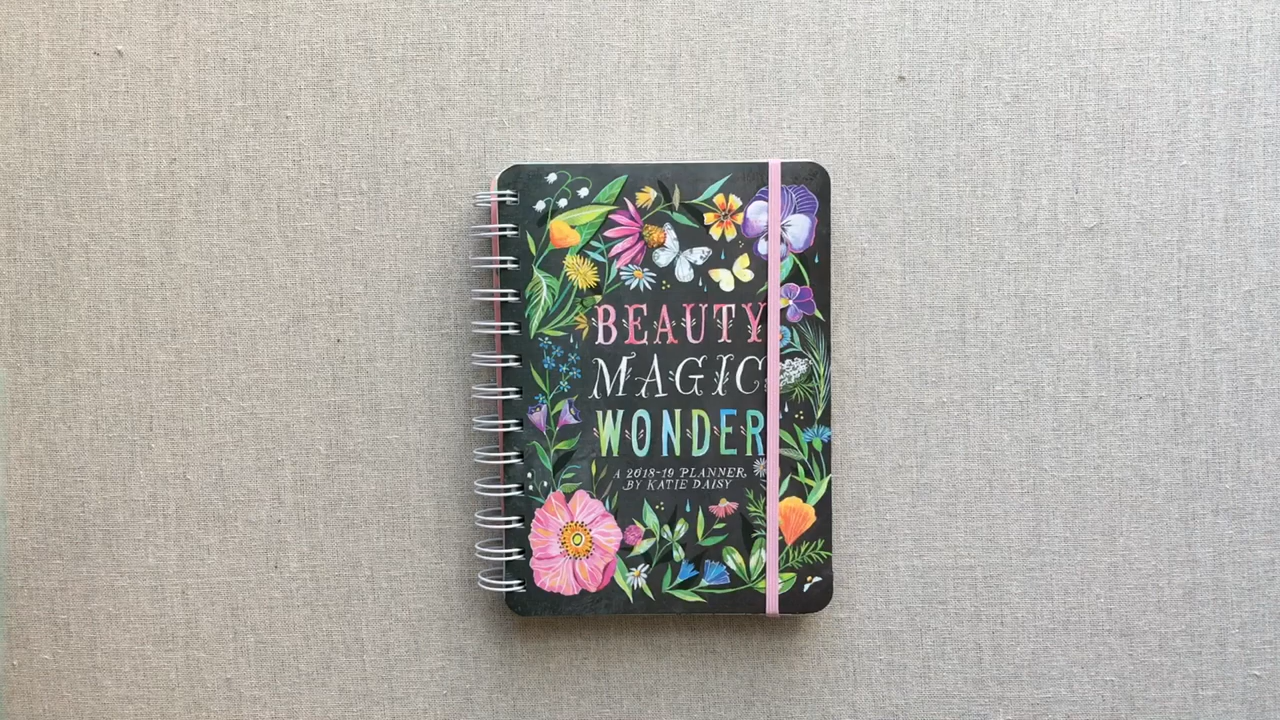 BEAUTY
MAGIC
WONDER
A 2018-19 PLANNER
BY KATIE DAISY